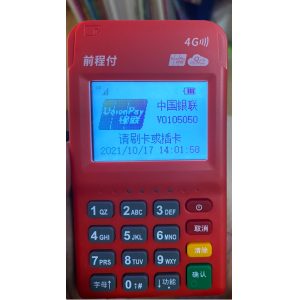 4G
前程付
UnionPay
银联
中国银联
V0105050
请刷卡或插卡
2021/10/17 14:01:58
1 QZ 2 ABC 3 DEF
取消
4 GHI 5 JKL 6 MNO
清除
7 PRS 8 TUV 9 WXY
确认
字母↑ 0 ↑# ↓功能